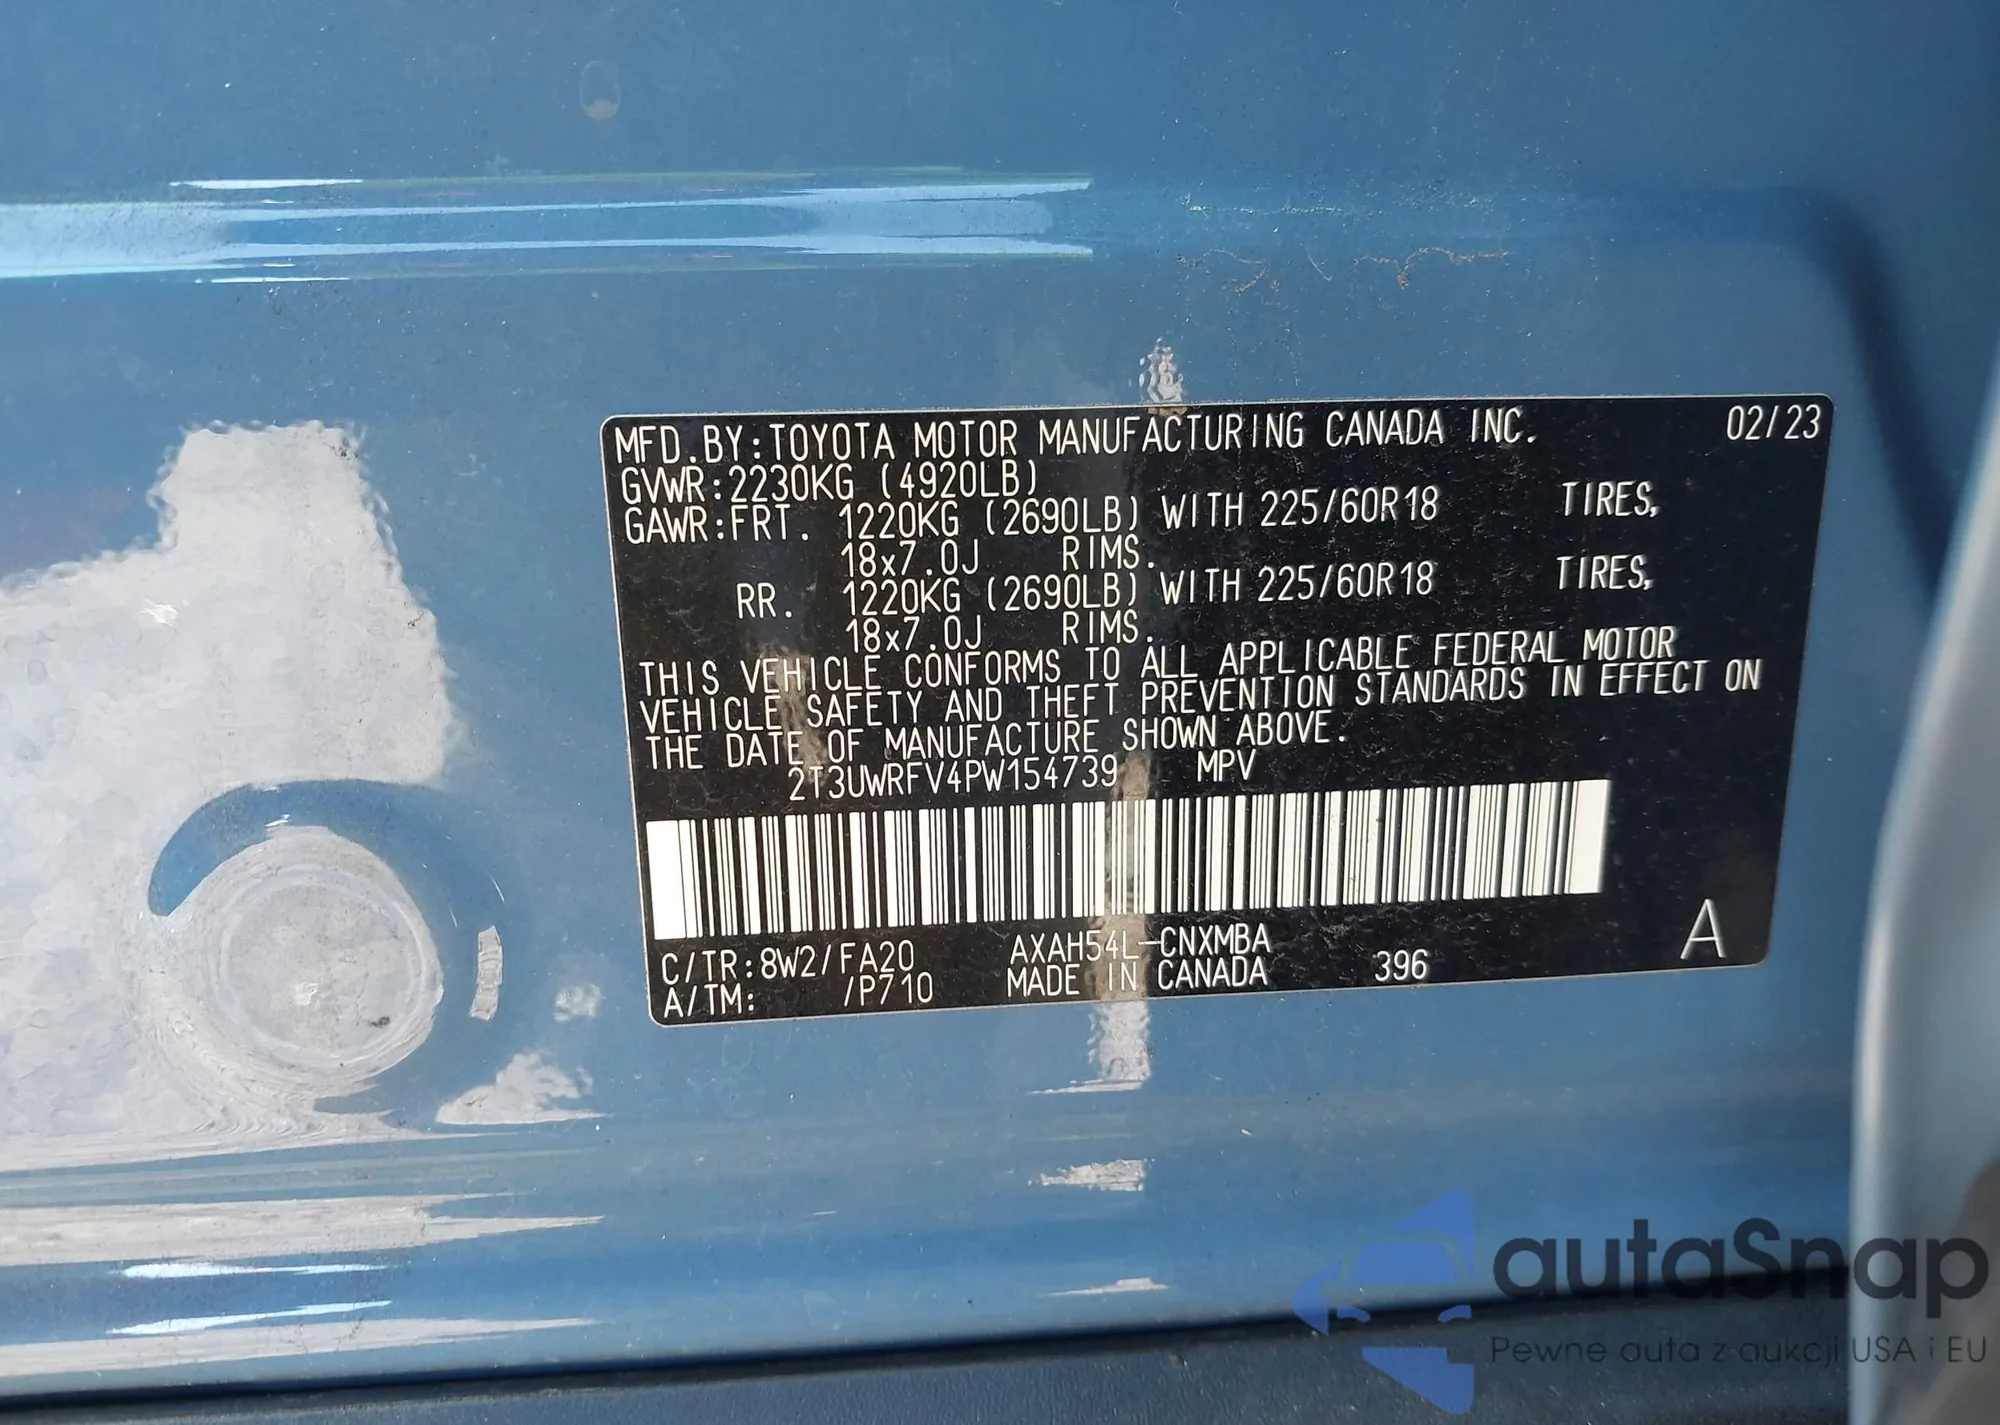 MFD.BY:TOYOTA MOTOR MANUFACTURING CANADA INC. 02/23
GVWR:2230KG (4920LB)
GAWR:FRT. 1220KG (2690LB) WITH 225/60R18 TIRES,
18x7.0J RIMS.
RR. 1220KG (2690LB) WITH 225/60R18 TIRES,
18x7.0J RIMS.
THIS VEHICLE CONFORMS TO ALL APPLICABLE FEDERAL MOTOR
VEHICLE SAFETY AND THEFT PREVENTION STANDARDS IN EFFECT ON
THE DATE OF MANUFACTURE SHOWN ABOVE.
2T3UWRFV4PW154739 MPV
C/TR:8W2/FA20 AXAH54L-CNXMBA
A/TM: /P710 MADE IN CANADA 396 A
autaSnap
Pewne auta z aukcji USA i EU